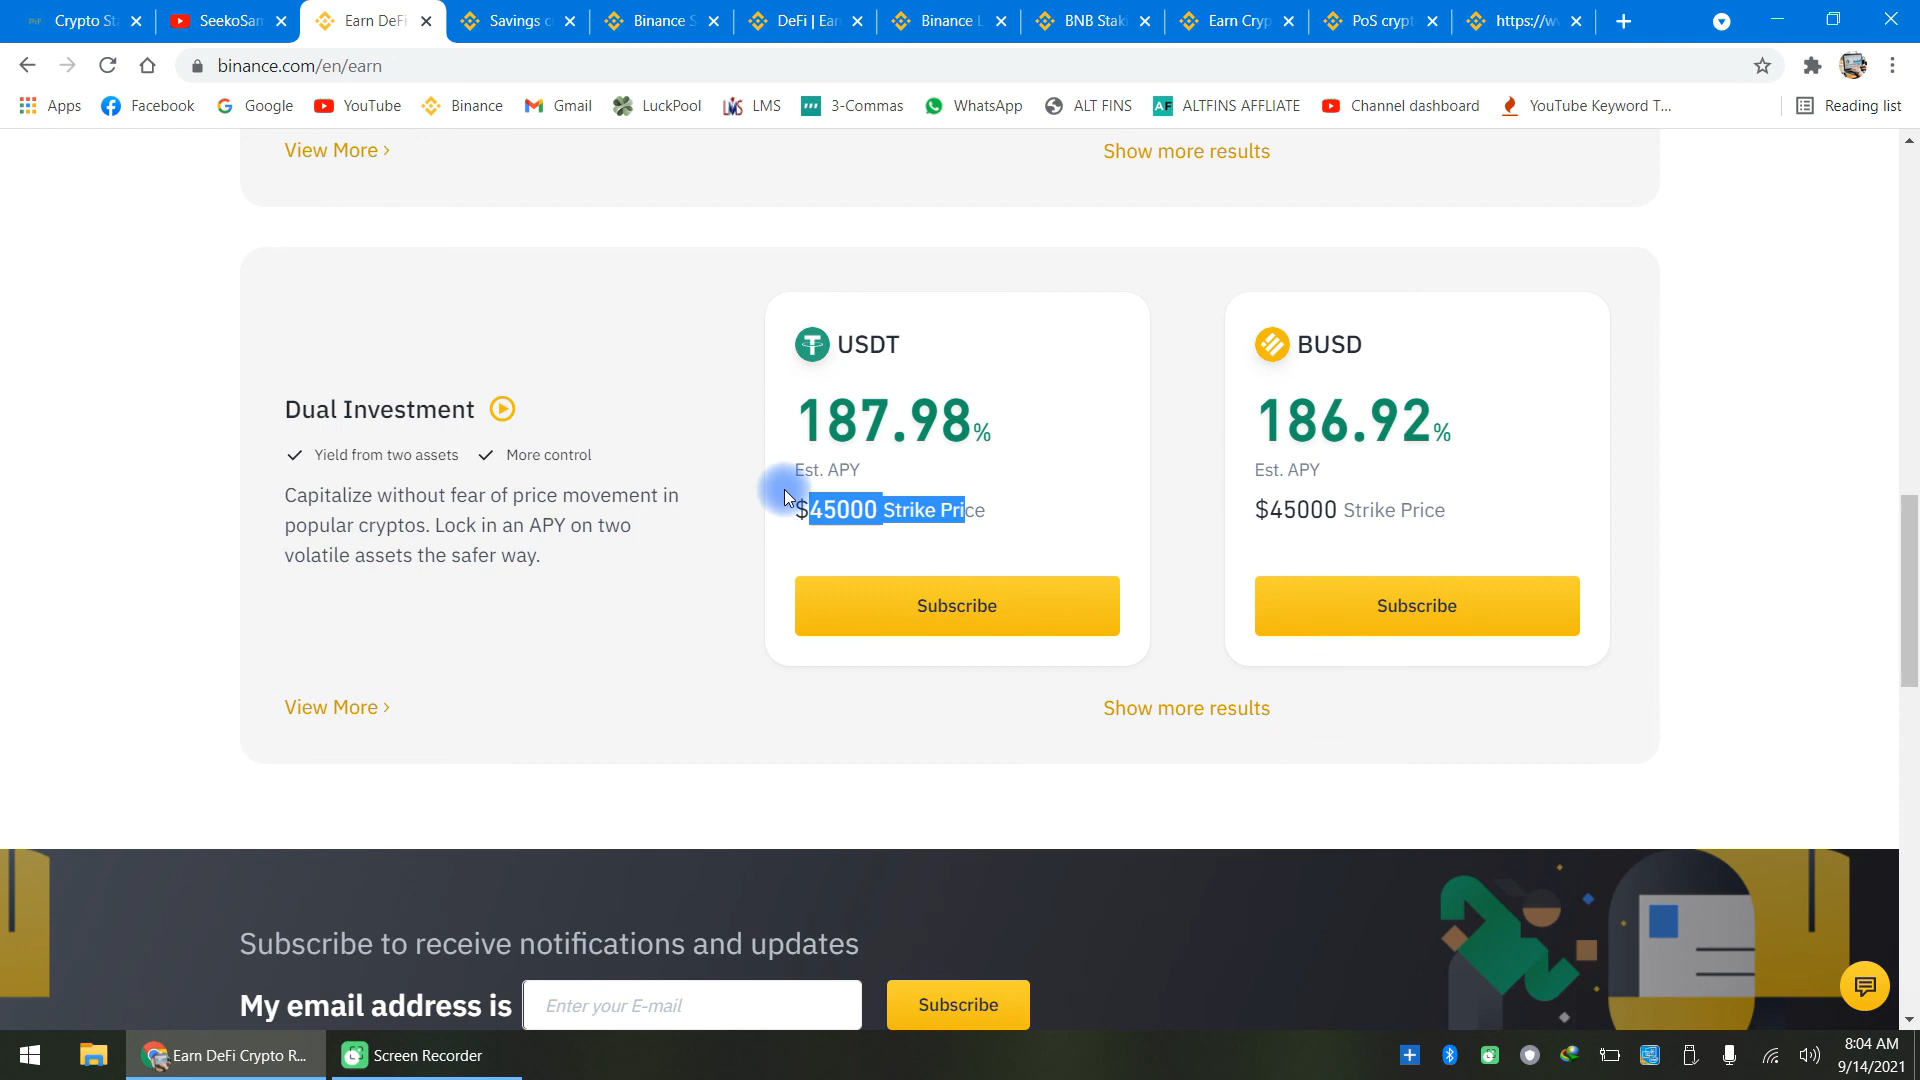 Crypto Sta
SeekoSam
Earn DeFi
Savings c
Binance S
DeFi | Ear
Binance L
BNB Staki
Earn Cryp
PoS crypt
https://w
binance.com/en/earn
Apps
Facebook
Google
YouTube
Binance
Gmail
LuckPool
LMS
3-Commas
WhatsApp
ALT FINS
ALTFINS AFFLIATE
Channel dashboard
YouTube Keyword T...
Reading list
View More ›
Show more results
Dual Investment
Yield from two assets
More control
Capitalize without fear of price movement in
popular cryptos. Lock in an APY on two
volatile assets the safer way.
USDT
187.98%
Est. APY
$45000 Strike Price
Subscribe
BUSD
186.92%
Est. APY
$45000 Strike Price
Subscribe
View More ›
Show more results
Subscribe to receive notifications and updates
My email address is
Enter your E-mail
Subscribe
Earn DeFi Crypto R...
Screen Recorder
8:04 AM
9/14/2021